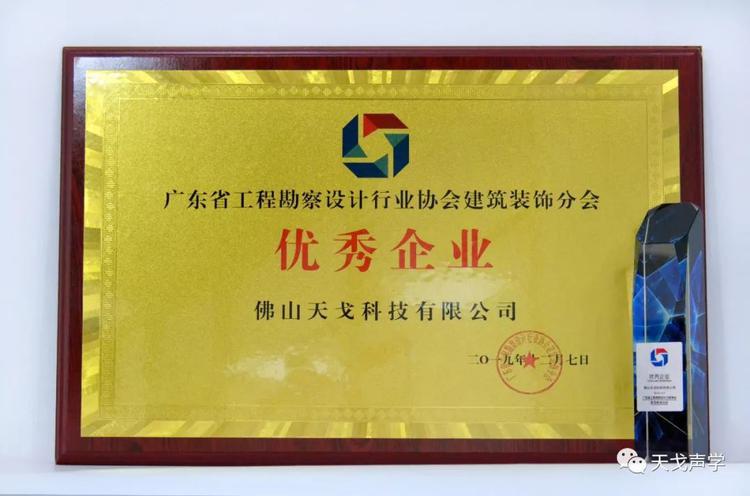 广东省工程勘察设计行业协会建筑装饰分会
优秀企业
佛山天戈科技有限公司
二〇一九年十二月七日
优秀企业
天戈声学